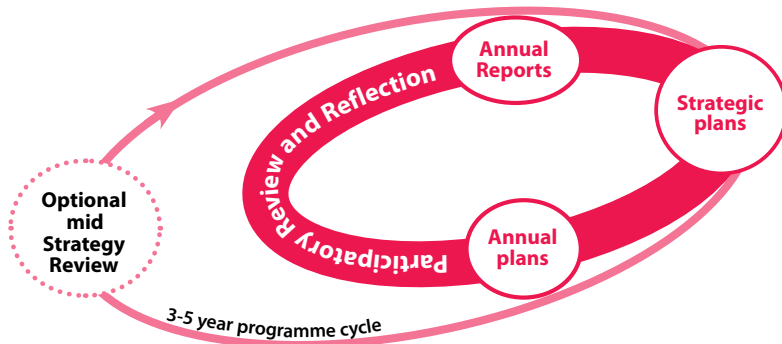 Annual
Reports
Strategic
plans
Participatory Review and Reflection
Optional
mid
Strategy
Review
Annual
plans
3-5 year programme cycle